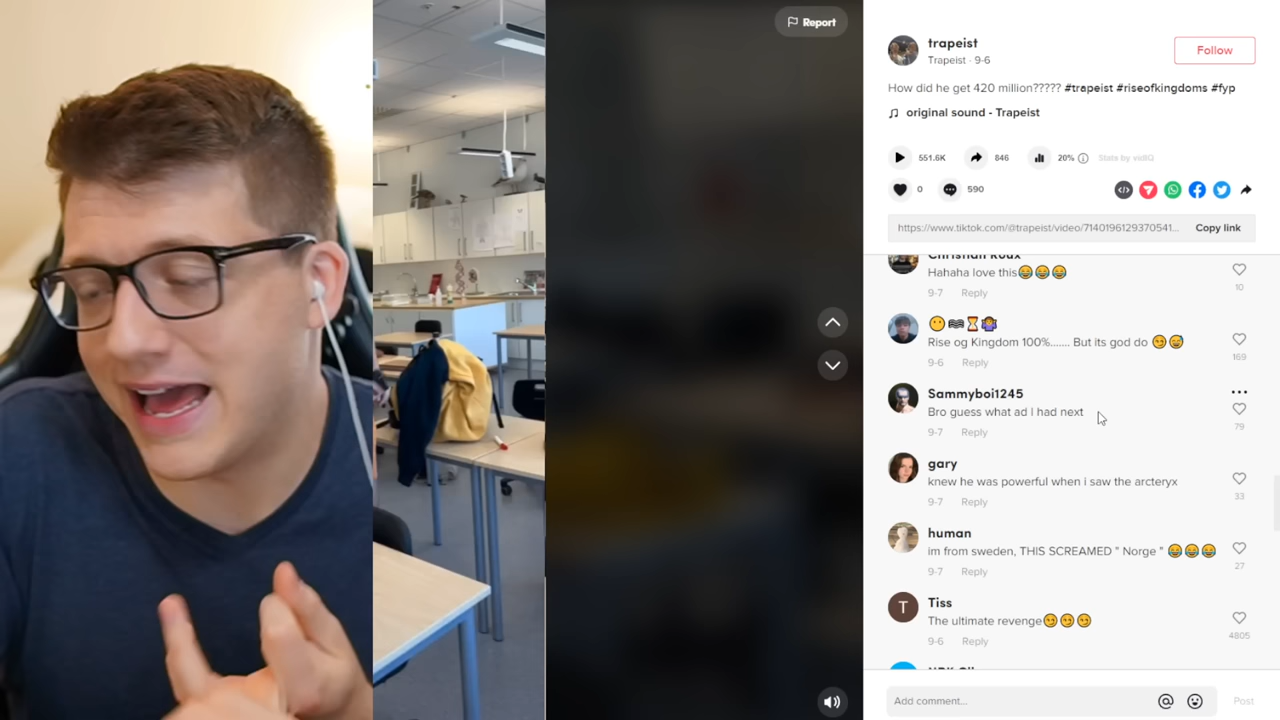 Report
trapeist
Trapeist · 9-6
Follow
How did he get 420 million????? #trapeist #riseofkingdoms #fyp
original sound - Trapeist
551.6K
846
20%
Stats by vidIQ
0
590
https://www.tiktok.com/@trapeist/video/7140196129370541...
Copy link
Christian Roux
Hahaha love this😂😂😂
9-7 Reply
10
Rise og Kingdom 100%....... But its god do 😏😅
9-6 Reply
169
Sammyboi1245
Bro guess what ad I had next
9-7 Reply
79
gary
knew he was powerful when i saw the arcteryx
9-7 Reply
33
human
im from sweden, THIS SCREAMED " Norge " 😂😂😂
9-7 Reply
27
T
Tiss
The ultimate revenge😏😏😏
9-6 Reply
4805
Add comment...
Post